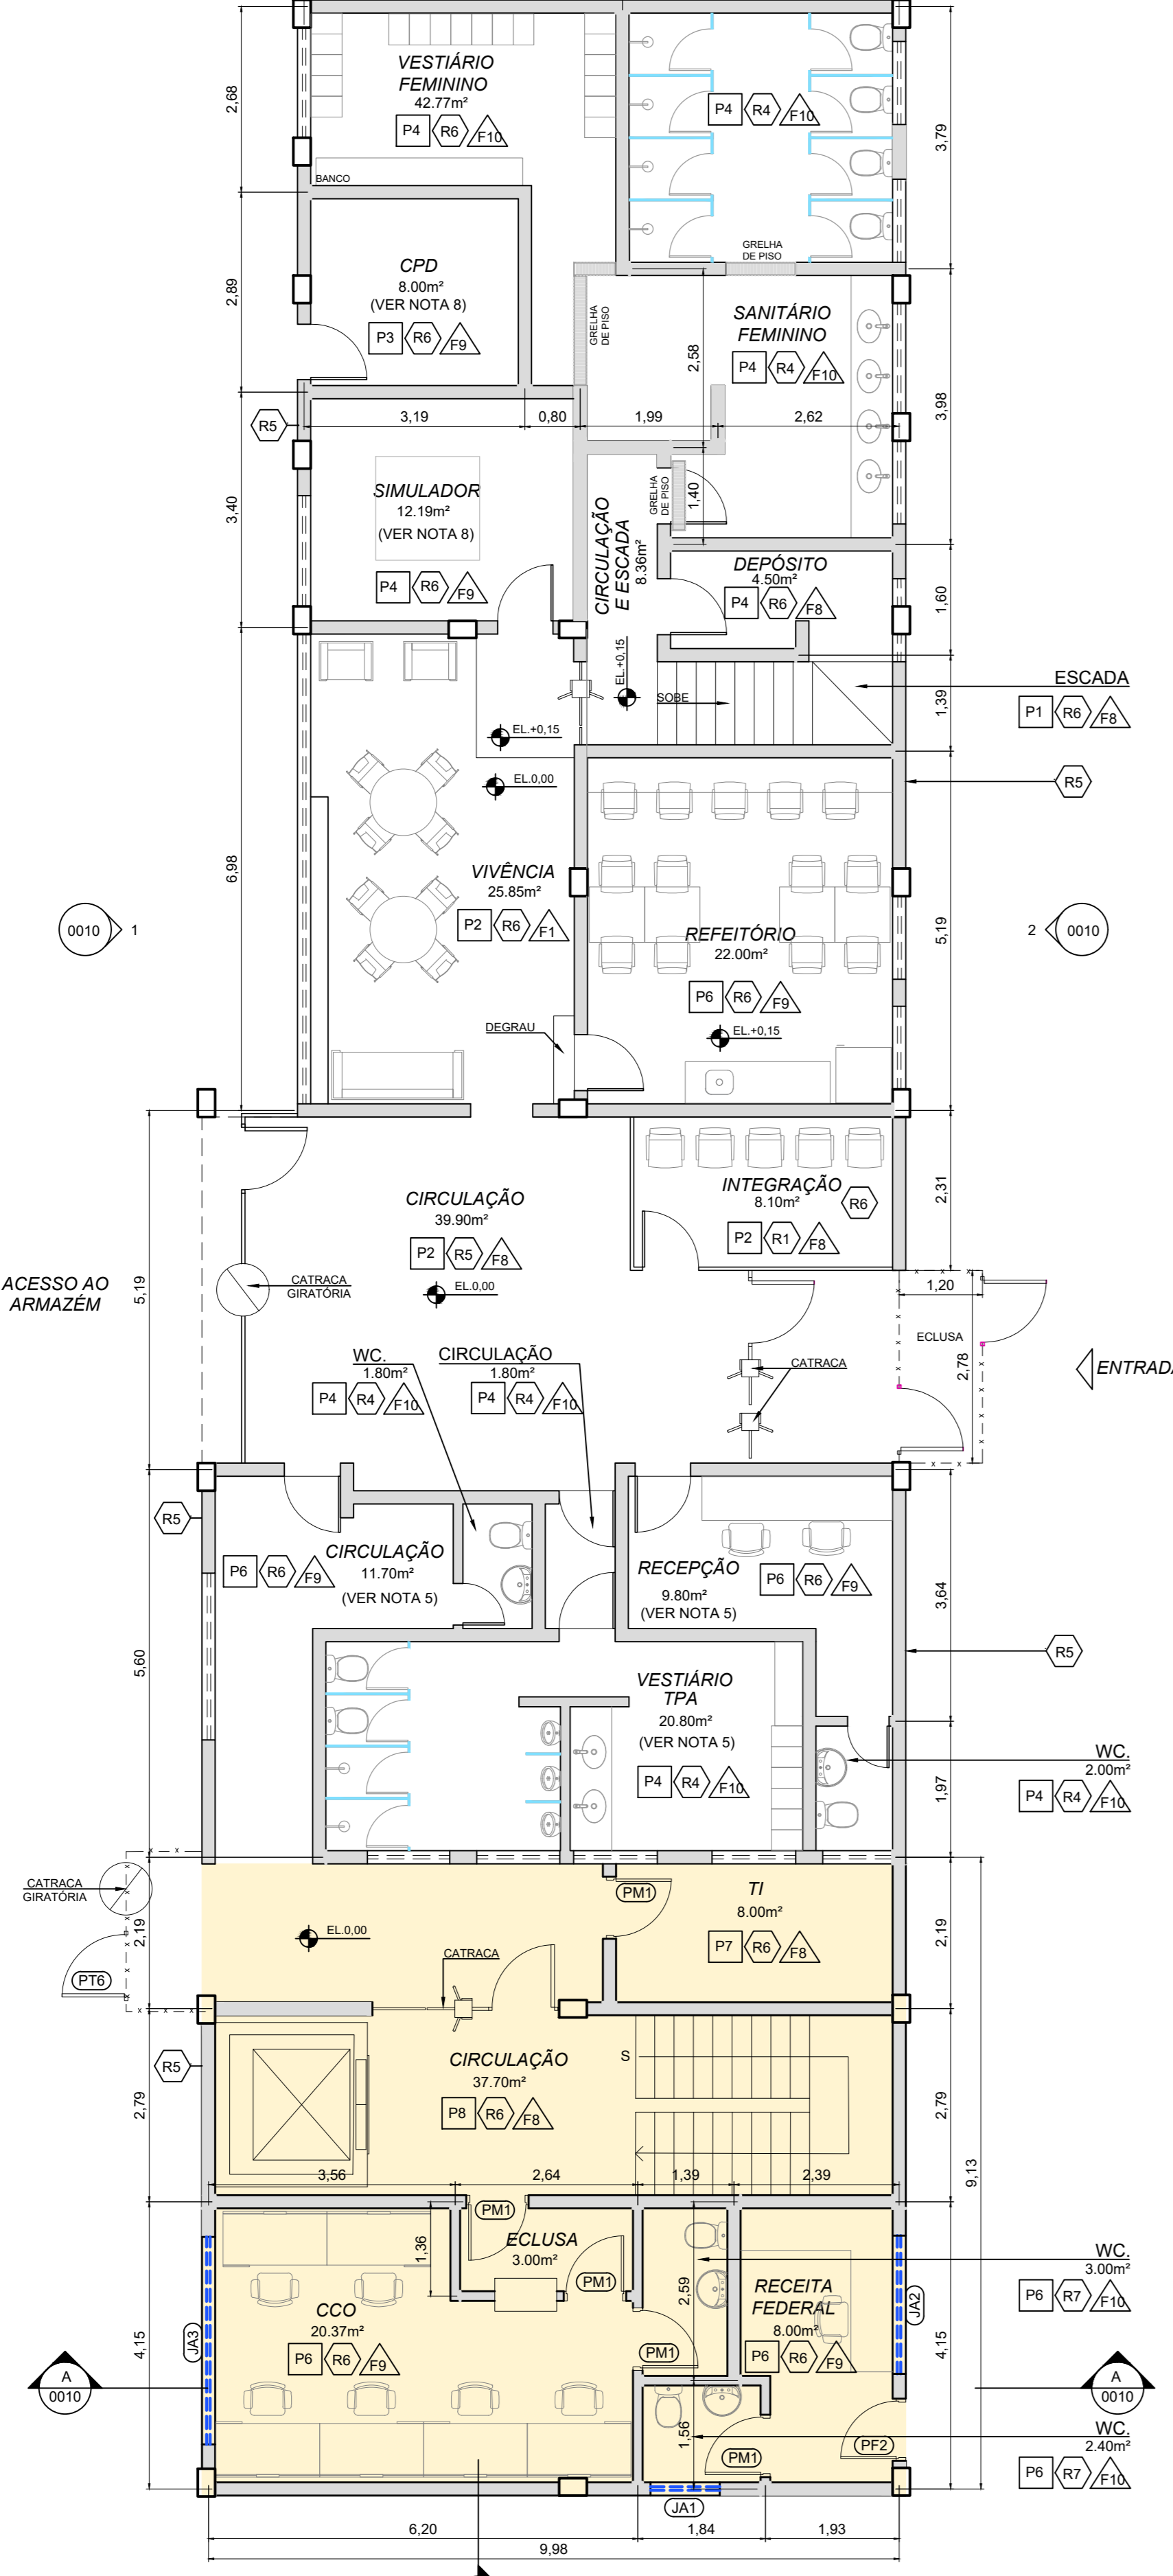 VESTIÁRIO
FEMININO
42.77m²
P4 R6 F10
P4 R4 F10
2,68
3,79
BANCO
GRELHA
DE PISO
CPD
8.00m²
(VER NOTA 8)
P3 R6 F9
2,89
GRELHA
DE PISO
SANITÁRIO
FEMININO
P4 R4 F10
2,58
3,98
R5
3,19
0,80
1,99
2,62
SIMULADOR
12.19m²
(VER NOTA 8)
P4 R6 F9
3,40
GRELHA
DE PISO
1,40
CIRCULAÇÃO
E ESCADA
8.36m²
DEPÓSITO
4.50m²
P4 R6 F8
1,60
EL.+0,15
SOBE
1,39
ESCADA
P1 R6 F8
EL.+0,15
EL.0,00
R5
6,98
VIVÊNCIA
25.85m²
P2 R6 F1
5,19
0010 1
2 0010
REFEITÓRIO
22.00m²
P6 R6 F9
EL.+0,15
DEGRAU
CIRCULAÇÃO
39.90m²
P2 R5 F8
INTEGRAÇÃO
8.10m²
R6
P2 R1 F8
2,31
ACESSO AO
ARMAZÉM
5,19
CATRACA
GIRATÓRIA
EL.0,00
1,20
ECLUSA
2,78
WC.
1.80m²
P4 R4 F10
CIRCULAÇÃO
1.80m²
P4 R4 F10
CATRACA
ENTRADA
R5
CIRCULAÇÃO
11.70m²
(VER NOTA 5)
P6 R6 F9
RECEPÇÃO
9.80m²
(VER NOTA 5)
P6 R6 F9
3,64
5,60
R5
VESTIÁRIO
TPA
20.80m²
(VER NOTA 5)
P4 R4 F10
1,97
WC.
2.00m²
P4 R4 F10
CATRACA
GIRATÓRIA
2,19
PT6
EL.0,00
CATRACA
PM1
TI
8.00m²
P7 R6 F8
2,19
R5
CIRCULAÇÃO
37.70m²
P8 R6 F8
S
2,79
2,79
9,13
3,56
2,64
1,39
2,39
PM1
ECLUSA
3.00m²
1,36
PM1
2,59
WC.
3.00m²
P6 R7 F10
CCO
20.37m²
P6 R6 F9
JA3
4,15
RECEITA
FEDERAL
8.00m²
P6 R6 F9
JA2
4,15
PM1
A
0010
A
0010
1,56
PM1
PF2
WC.
2.40m²
P6 R7 F10
JA1
6,20
1,84
1,93
9,98